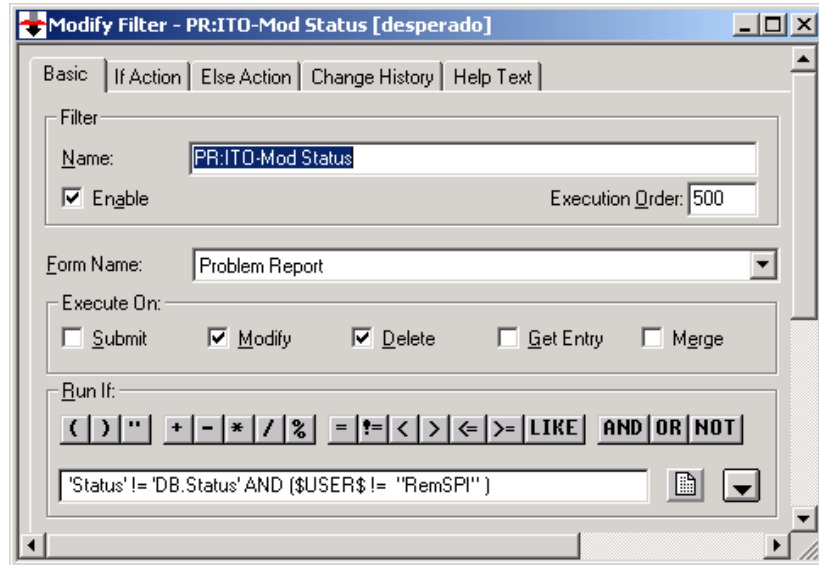 Modify Filter - PR:ITO-Mod Status [desperado]
Basic If Action Else Action Change History Help Text
Filter
Name: PR:ITO-Mod Status
Enable Execution Order: 500
Form Name: Problem Report
Execute On:
Submit Modify Delete Get Entry Merge
Run If:
( ) " + - * / % = != < > <= >= LIKE AND OR NOT
'Status' != 'DB.Status' AND ($USER$ != "RemSPI" )